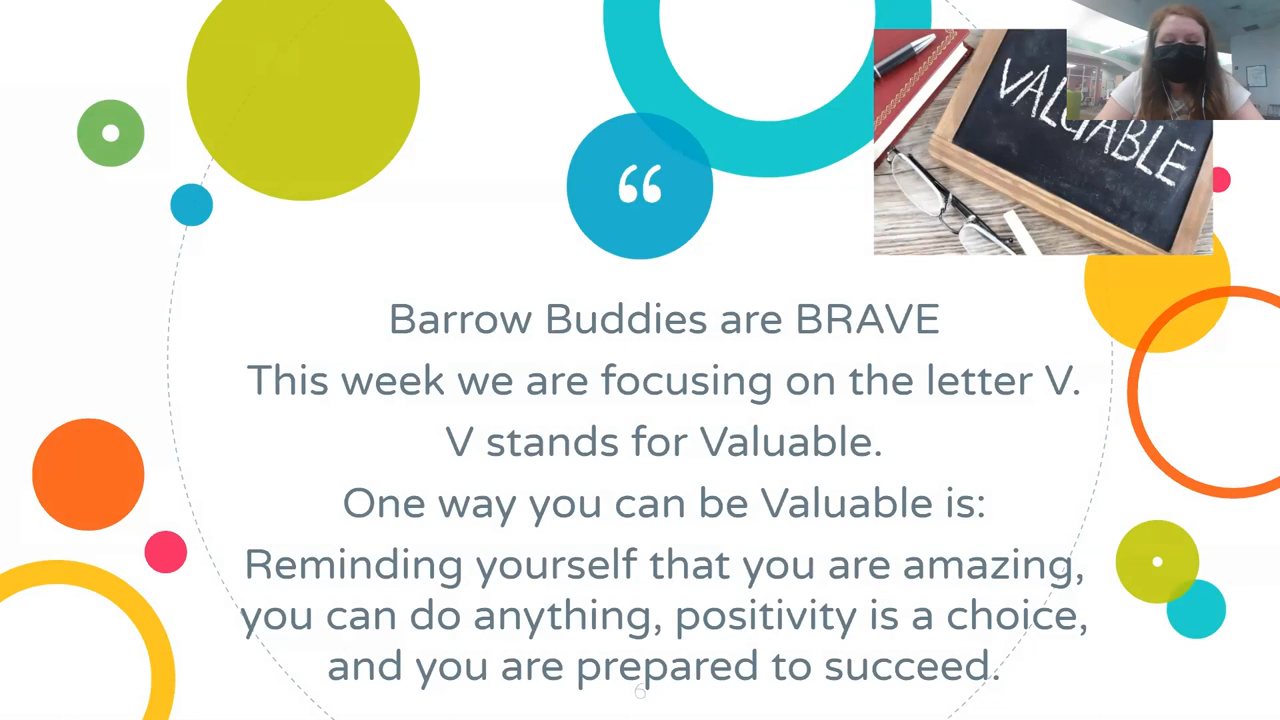 VALUABLE
“
Barrow Buddies are BRAVE
This week we are focusing on the letter V.
V stands for Valuable.
One way you can be Valuable is:
Reminding yourself that you are amazing,
you can do anything, positivity is a choice,
and you are prepared to succeed.
6